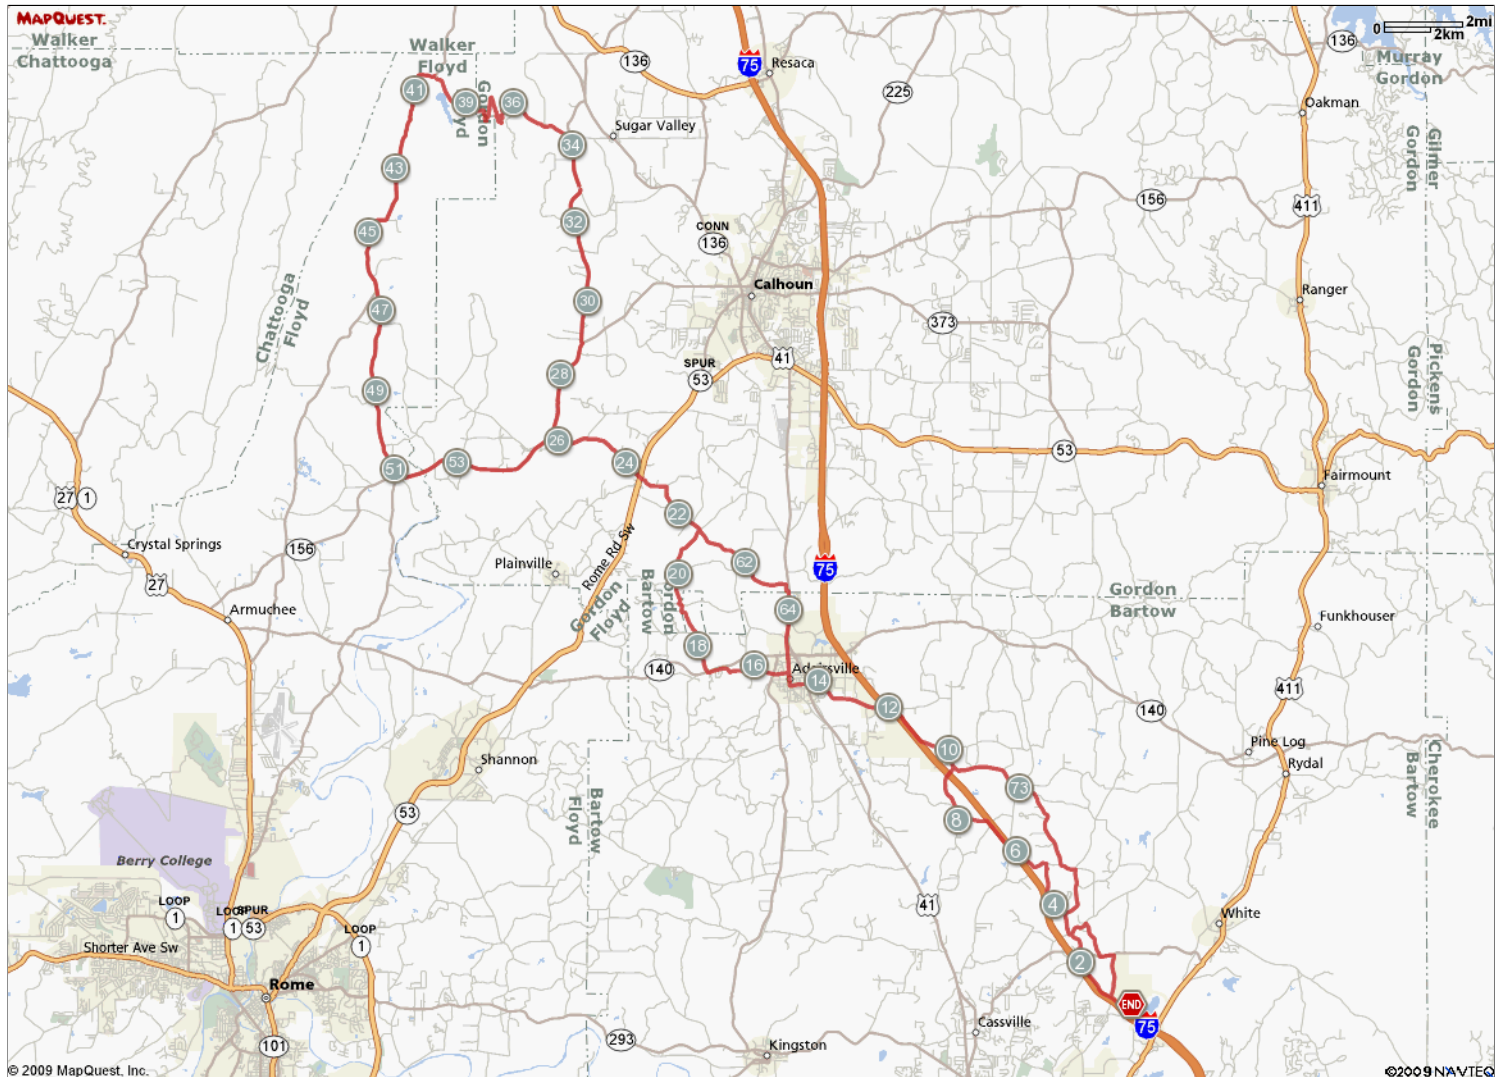 MAPQUEST.
Walker
Chattooga
Walker
Floyd
Gordon
Floyd
41
39
36
136
75
Resaca
225
0
2mi
2km
136
Murray
Gordon
Oakman
Gilmer
Gordon
Sugar Valley
34
43
156
411
32
45
CONN
136
Calhoun
Ranger
Chattooga
Floyd
47
30
373
SPUR
53
41
Pickens
Gordon
28
49
26
24
53
51
53
Fairmount
27
1
22
Crystal Springs
156
Rome Rd Sw
Plainville
62
75
27
20
Gordon
Bartow
Gordon
Floyd
Gordon
Bartow
64
Armuchee
Funkhouser
18
16
140
Adairsville
14
411
12
140
10
Pine Log
Rydal
Shannon
73
Cherokee
Bartow
Bartow
Floyd
53
8
6
Berry College
4
41
White
LOOP
1
LOOP
1
SPUR
53
LOOP
1
Shorter Ave Sw
2
Rome
END
75
Cassville
101
293
Kingston
© 2009 MapQuest, Inc.
©2009 NAVTEQ